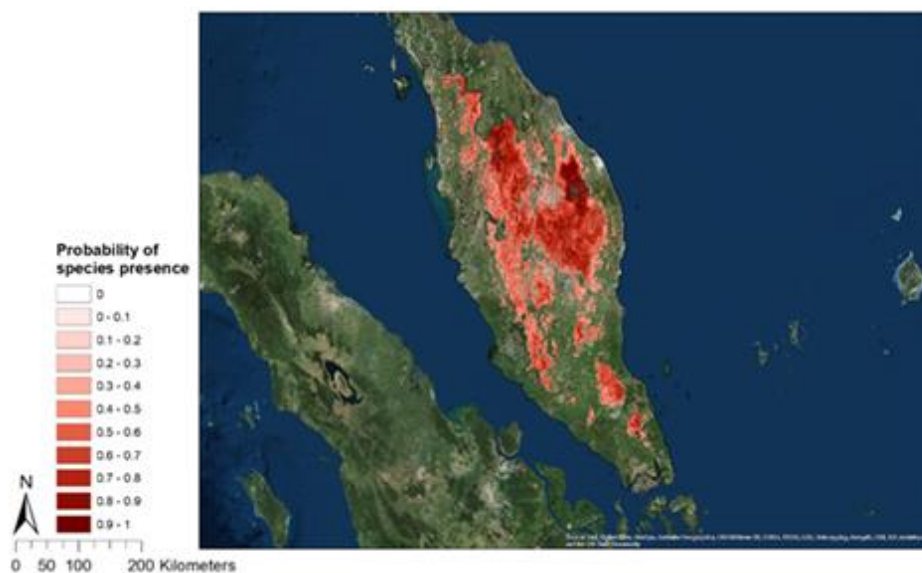 Probability of
species presence
0
0 - 0.1
0.1 - 0.2
0.2 - 0.3
0.3 - 0.4
0.4 - 0.5
0.5 - 0.6
0.6 - 0.7
0.7 - 0.8
0.8 - 0.9
0.9 - 1
N
0 50 100 200 Kilometers